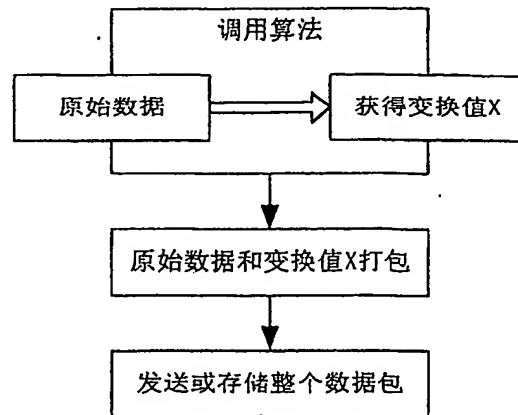 调用算法
原始数据
获得变换值X
原始数据和变换值X打包
发送或存储整个数据包